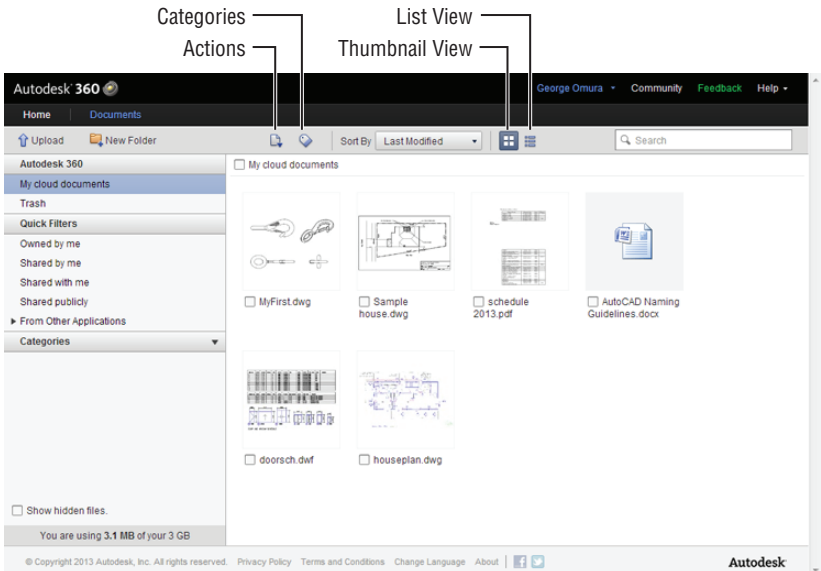 Categories
List View
Actions
Thumbnail View
Autodesk® 360
George Omura
Community
Feedback
Help
Home
Documents
Upload
New Folder
Sort By
Last Modified
Search
Autodesk 360
My cloud documents
My cloud documents
Trash
Quick Filters
Owned by me
Shared by me
Shared with me
Shared publicly
From Other Applications
Categories
MyFirst.dwg
Sample
house.dwg
schedule
2013.pdf
AutoCAD Naming
Guidelines.docx
doorsch.dwf
houseplan.dwg
Show hidden files.
You are using 3.1 MB of your 3 GB
© Copyright 2013 Autodesk, Inc. All rights reserved. Privacy Policy Terms and Conditions Change Language About
Autodesk